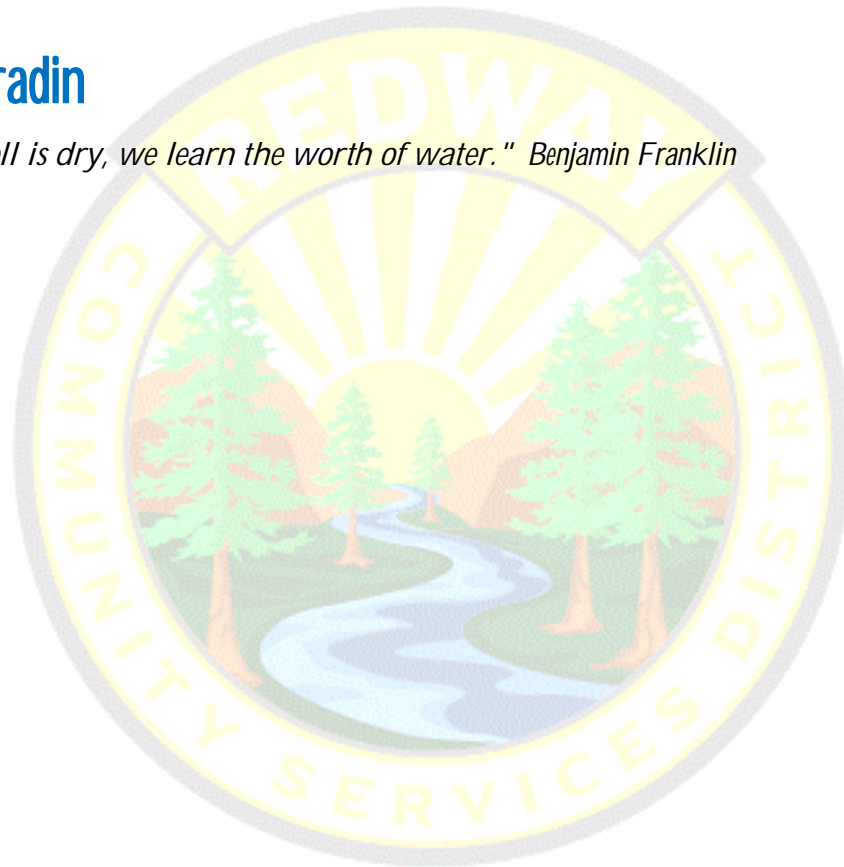 radin
ll is dry, we learn the worth of water." Benjamin Franklin
REDWAY
COMMUNITY SERVICES DISTRICT